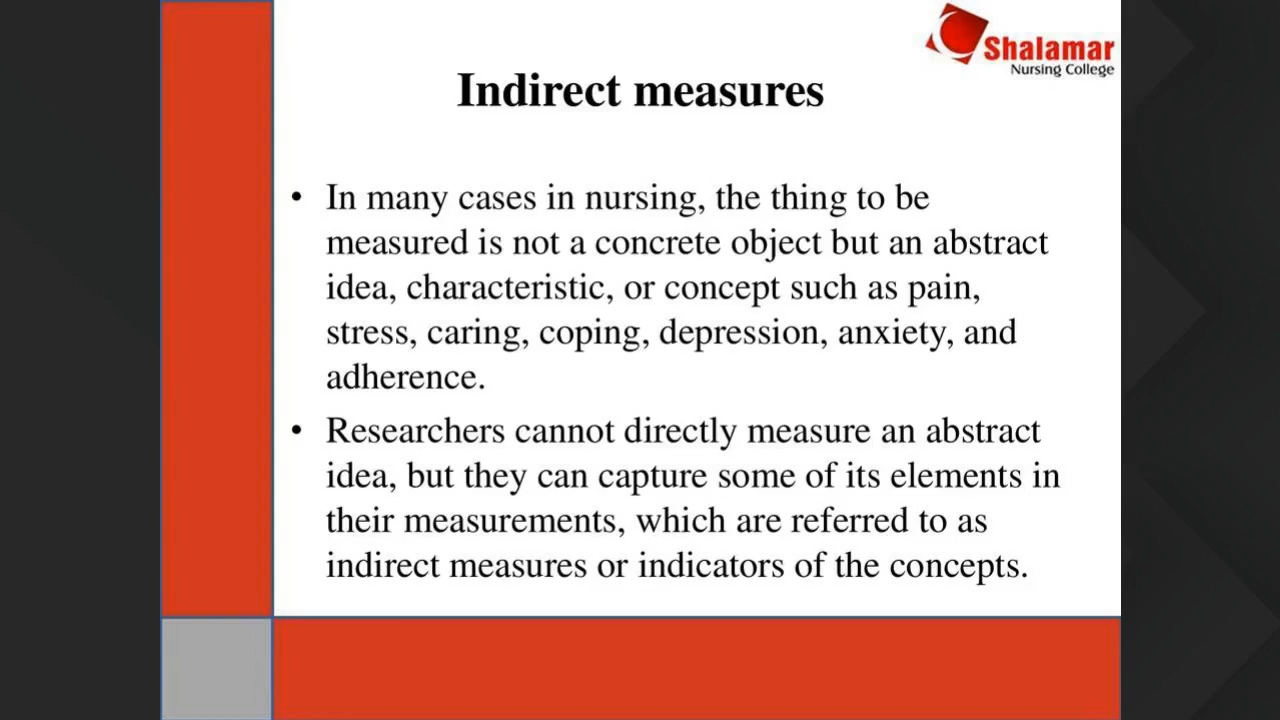 Shalamar
Nursing College
Indirect measures
• In many cases in nursing, the thing to be
measured is not a concrete object but an abstract
idea, characteristic, or concept such as pain,
stress, caring, coping, depression, anxiety, and
adherence.
• Researchers cannot directly measure an abstract
idea, but they can capture some of its elements in
their measurements, which are referred to as
indirect measures or indicators of the concepts.